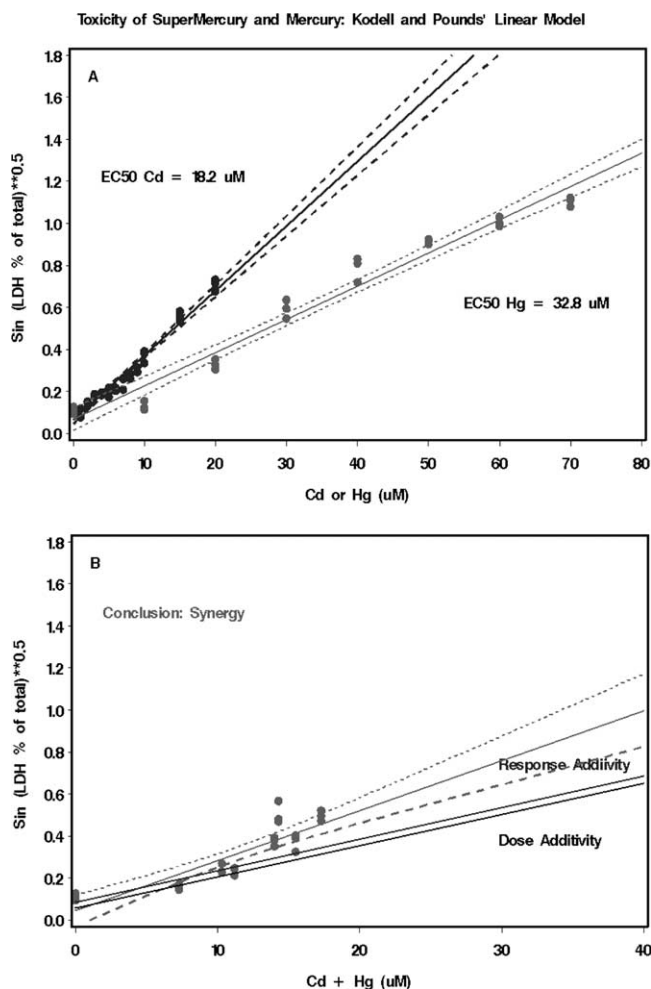 Toxicity of SuperMercury and Mercury: Kodell and Pounds' Linear Model
1.8
1.6
1.4
1.2
1.0
0.8
0.6
0.4
0.2
0.0
Sin (LDH % of total)**0.5
A
EC50 Cd = 18.2 uM
EC50 Hg = 32.8 uM
0 10 20 30 40 50 60 70 80
Cd or Hg (uM)
1.8
1.6
1.4
1.2
1.0
0.8
0.6
0.4
0.2
0.0
Sin (LDH % of total)**0.5
B
Conclusion: Synergy
Response Addiivity
Dose Additivity
0 10 20 30 40
Cd + Hg (uM)